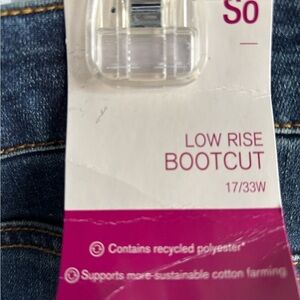 SO
LOW RISE
BOOTCUT
17/33W
Contains recycled polyester*
Supports more-sustainable cotton farming